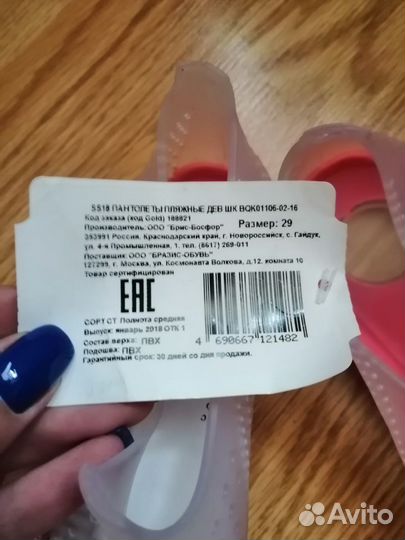 SS18 ПАНТОЛЕТЫ ПЛЯЖНЫЕ ДЕВ ШК BQK01106-02-16
Код заказа (код Gold) 188821
Производитель: ООО "Брис-Босфор" Размер: 29
353991 Россия, Краснодарский край, г. Новороссийск, с. Гайдук,
ул. 4-я Промышленная, 1. тел. (8617) 269-011
Поставщик: ООО "БРАЗИС-ОБУВЬ"
127299, г. Москва, ул. Космонавта Волкова, д.12, комната 10
Товар сертифицирован
EAC
СОРТ СТ Полнота средняя
Выпуск: январь 2018 ОТК 1
Состав верха: ПВХ
Подошва: ПВХ
Гарантийный срок: 30 дней со дня продажи.
4 690667 121482
Avito